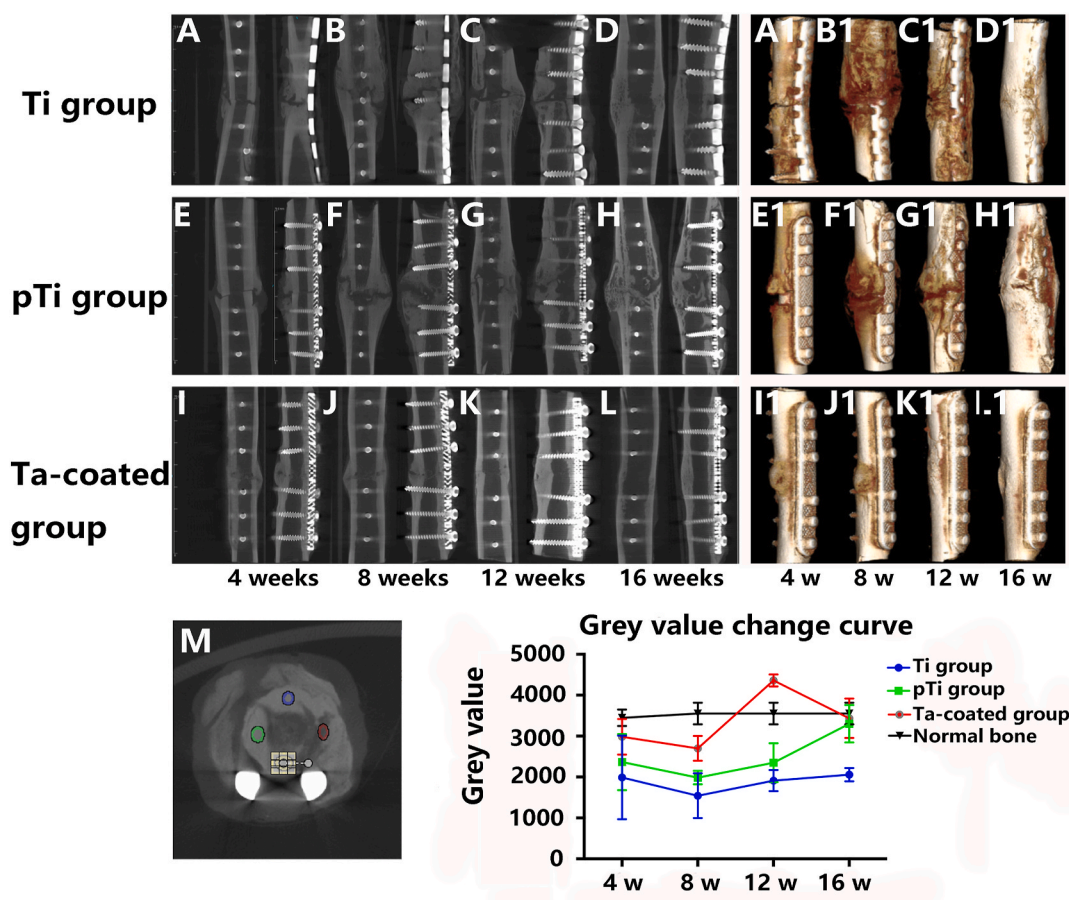 A B C D A1 B1 C1 D1
Ti group
E F G H E1 F1 G1 H1
pTi group
I J K L I1 J1 K1 L1
Ta-coated
group
4 weeks 8 weeks 12 weeks 16 weeks 4 w 8 w 12 w 16 w
M
Grey value change curve
Grey value
5000
4000
3000
2000
1000
0
4 w 8 w 12 w 16 w
Ti group
pTi group
Ta-coated group
Normal bone